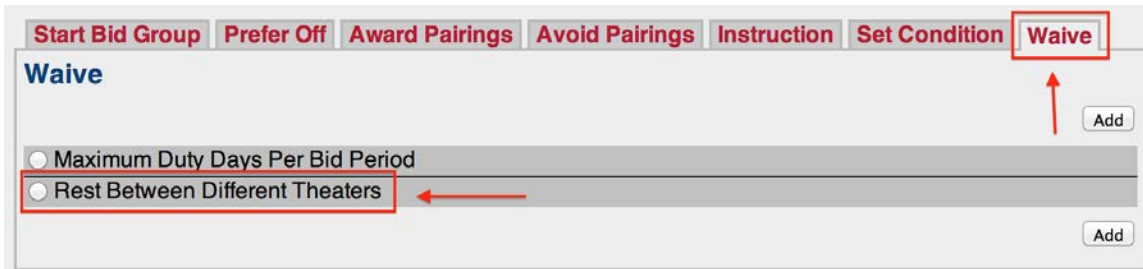 Start Bid Group Prefer Off Award Pairings Avoid Pairings Instruction Set Condition Waive
Waive
Add
Maximum Duty Days Per Bid Period
Rest Between Different Theaters
Add